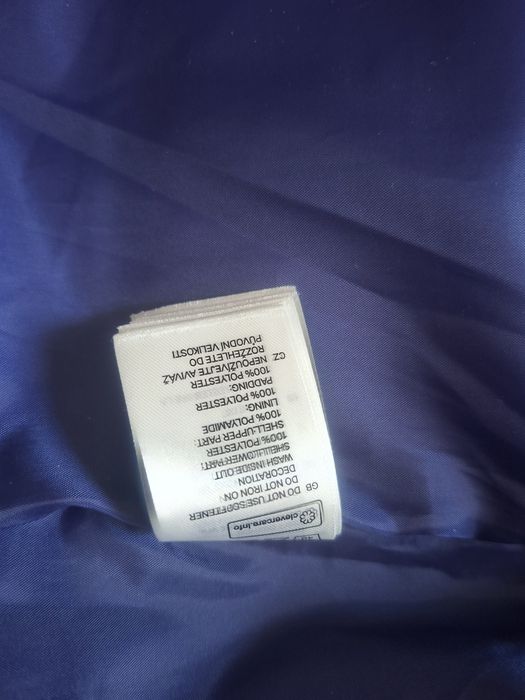 clevercare.info
GB DO NOT USE SOFTENER
DO NOT IRON ON
DECORATION
WASH INSIDE OUT
SHELL-LOWER PART:
100% POLYESTER
SHELL-UPPER PART:
100% POLYAMIDE
LINING:
100% POLYESTER
PADDING:
100% POLYESTER
CZ NEPOUŽÍVEJTE AVIVÁŽ
ROZŽEHLETE DO
PŮVODNÍ VELIKOSTI